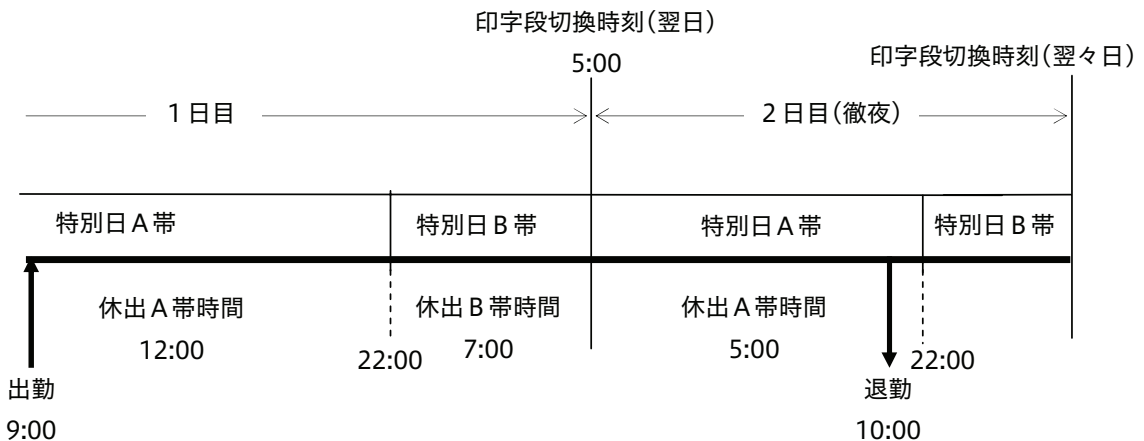 印字段切換時刻(翌日)
5:00
印字段切換時刻(翌々日)
1日目
2日目(徹夜)
特別日A帯
特別日B帯
特別日A帯
特別日B帯
休出A帯時間
12:00
22:00
休出B帯時間
7:00
休出A帯時間
5:00
22:00
出勤
9:00
退勤
10:00